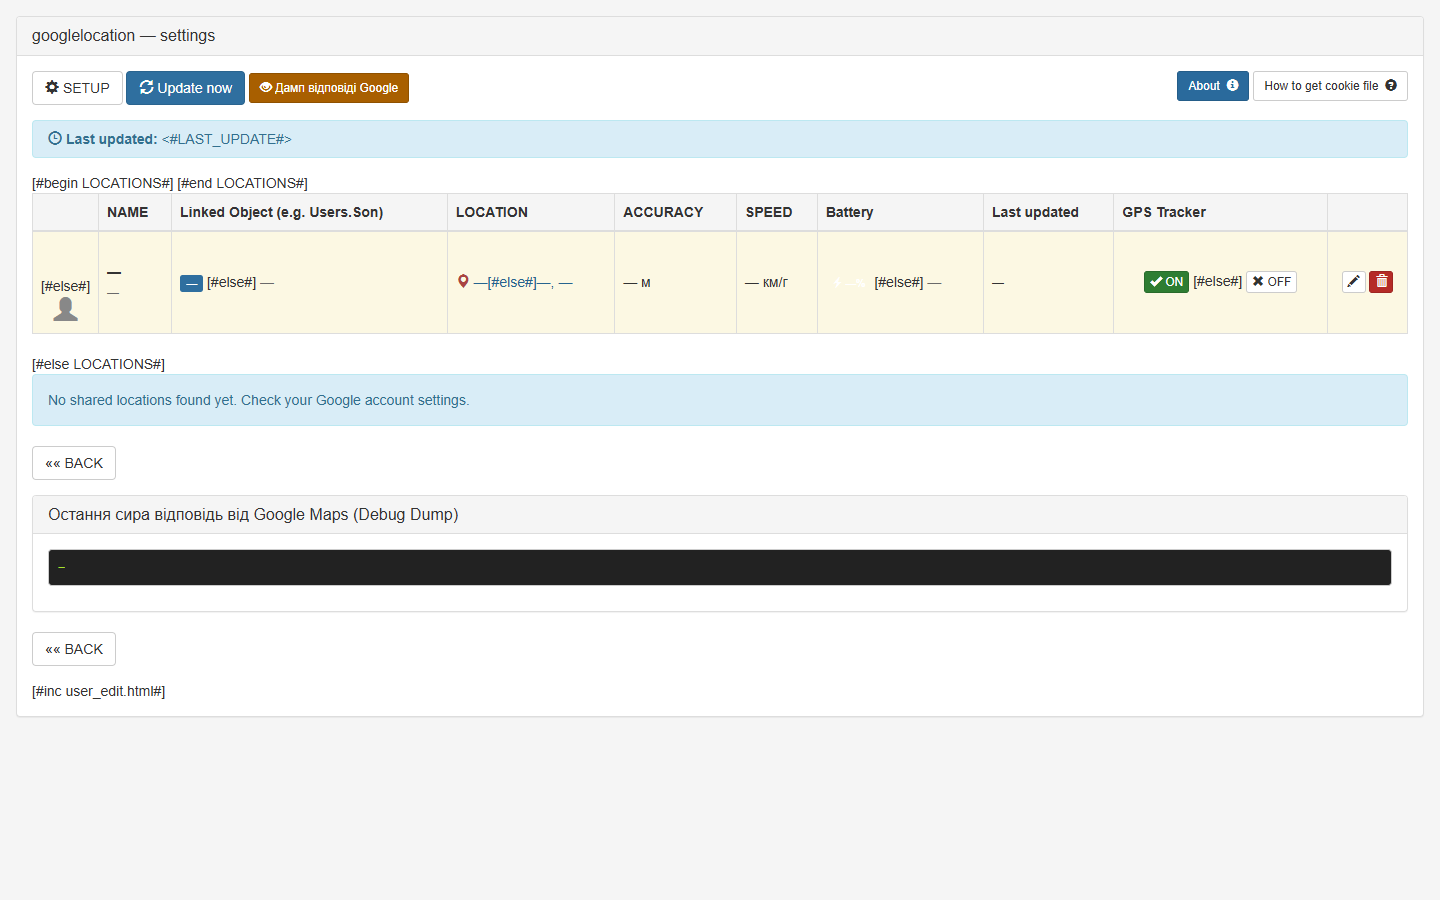 googlelocation — settings
SETUP Update now Дамп відповіді Google About How to get cookie file
Last updated: <#LAST_UPDATE#>
[#begin LOCATIONS#] [#end LOCATIONS#]
NAME Linked Object (e.g. Users.Son) LOCATION ACCURACY SPEED Battery Last updated GPS Tracker
[#else#] — — — [#else#] — —[#else#]—, — — м — км/г [#else#] — — ON [#else#] OFF
[#else LOCATIONS#]
No shared locations found yet. Check your Google account settings.
«« BACK
Остання сира відповідь від Google Maps (Debug Dump)
—
«« BACK
[#inc user_edit.html#]